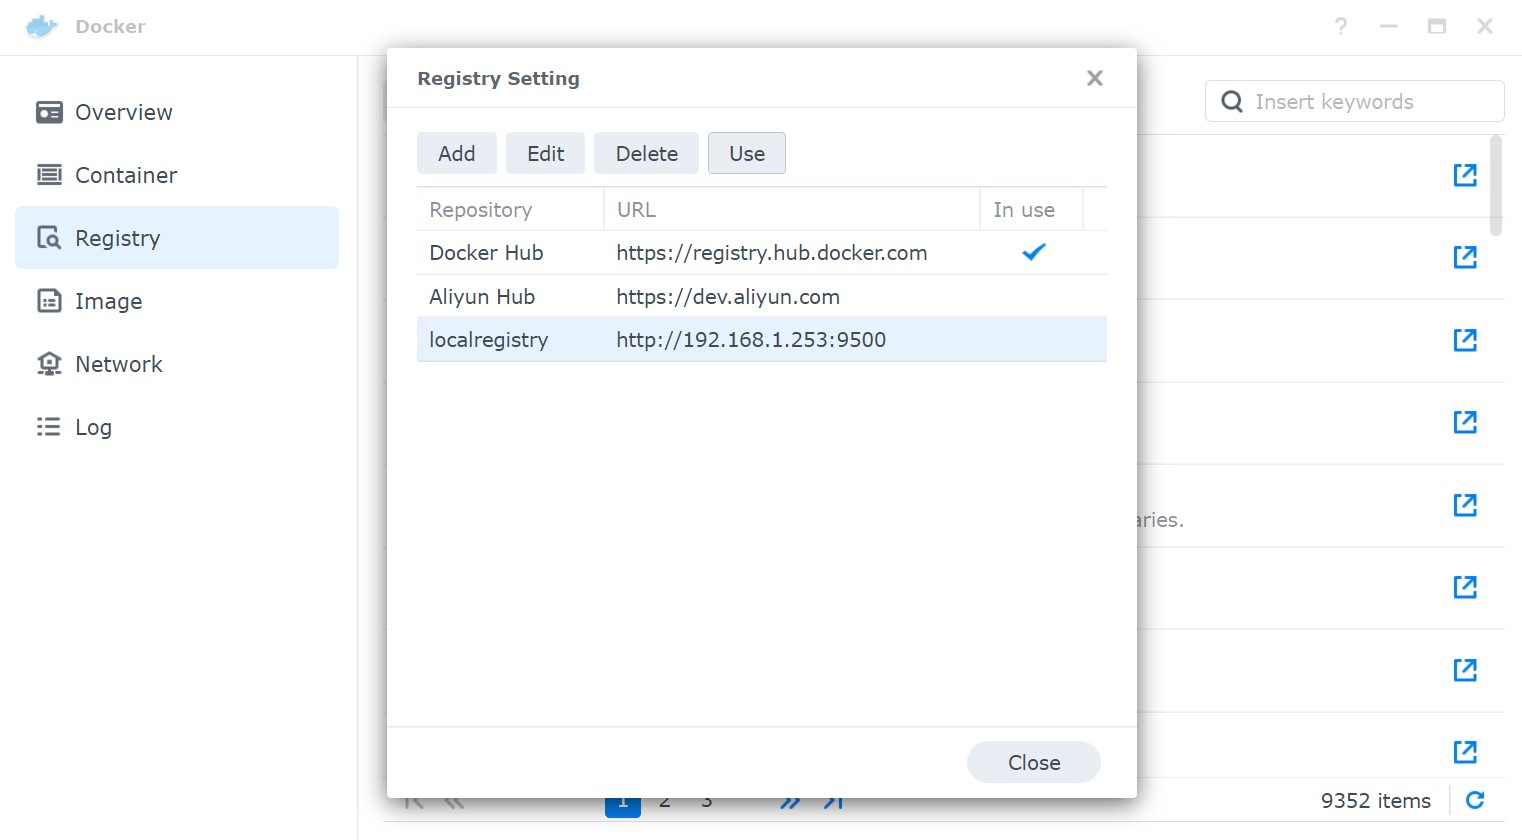 Docker
?
Overview
Container
Registry
Image
Network
Log
Insert keywords
Registry Setting
Add
Edit
Delete
Use
Repository URL In use
Docker Hub https://registry.hub.docker.com
Aliyun Hub https://dev.aliyun.com
localregistry http://192.168.1.253:9500
aries.
Close
1 2 3
9352 items